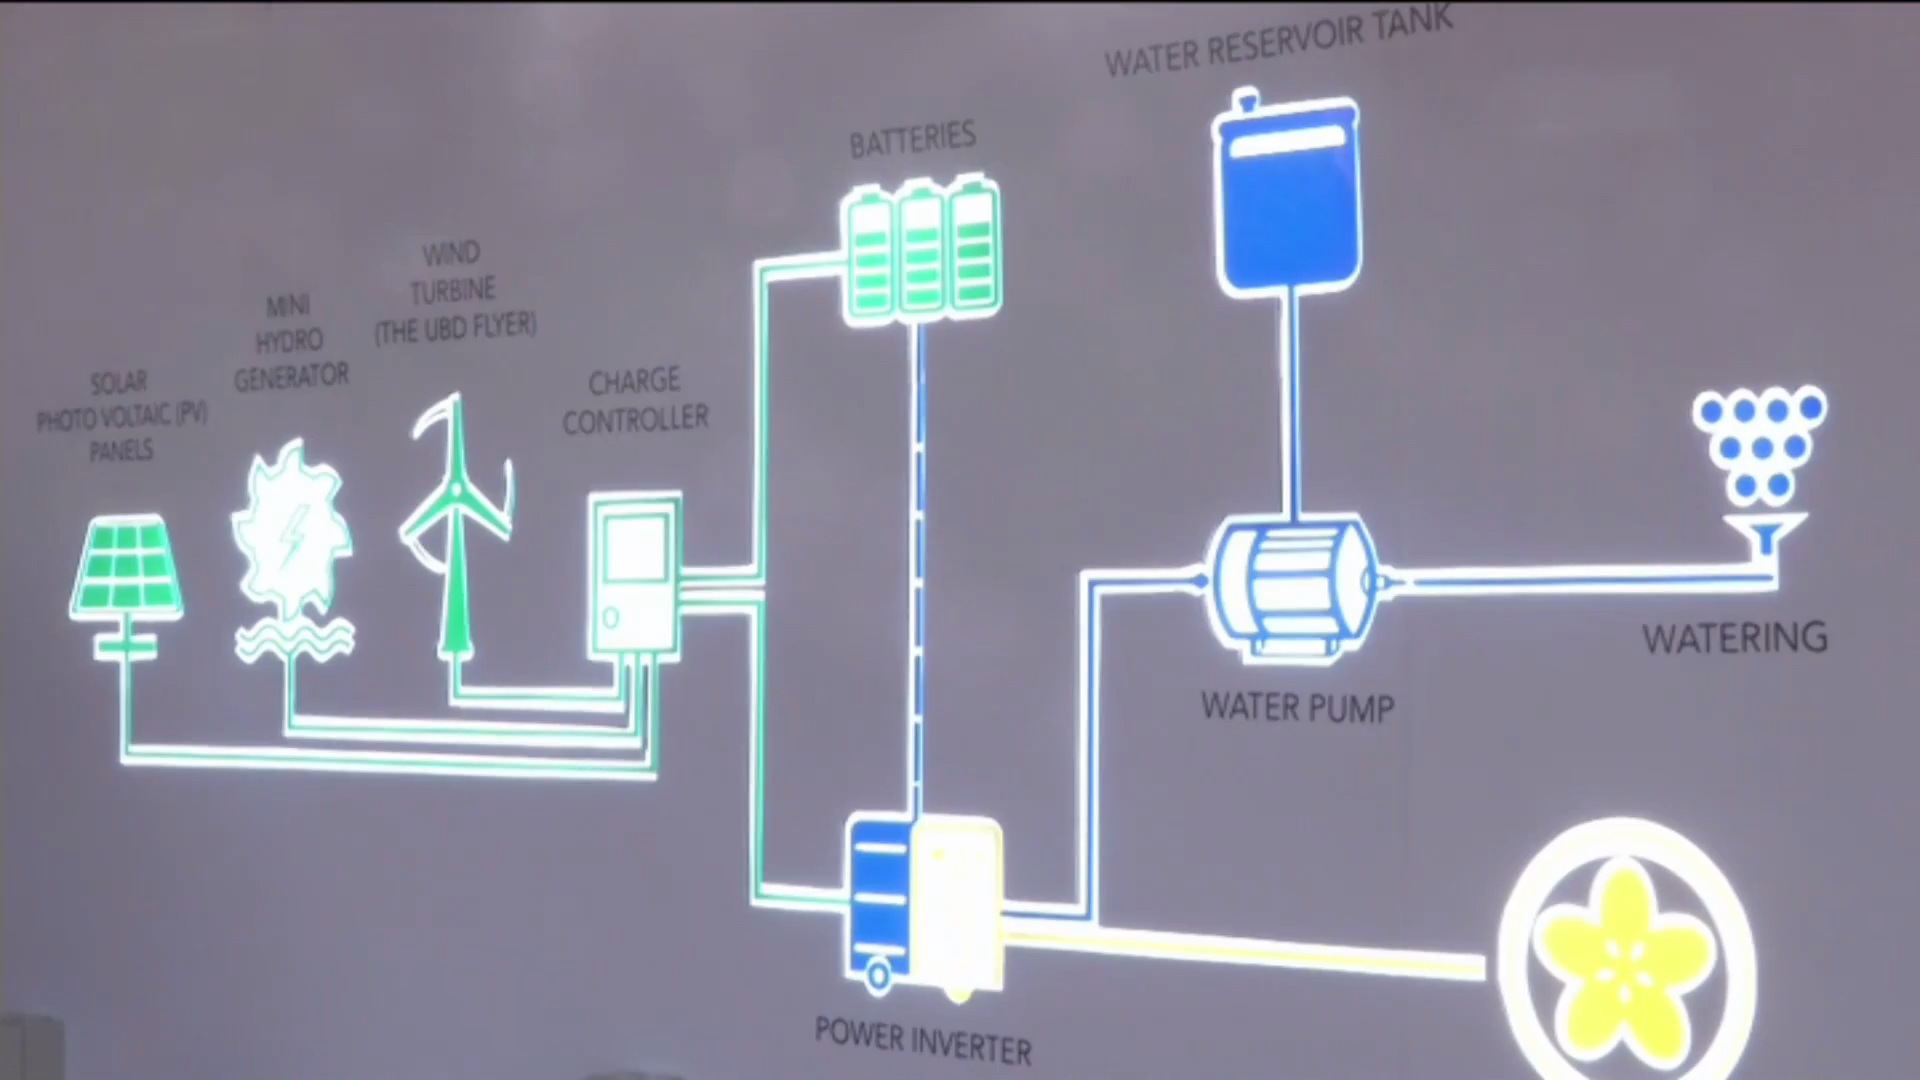 WATER RESERVOIR TANK
BATTERIES
WIND
TURBINE
(THE UBD FLYER)
MINI
HYDRO
GENERATOR
SOLAR
PHOTO VOLTAIC (PV)
PANELS
CHARGE
CONTROLLER
WATERING
WATER PUMP
POWER INVERTER